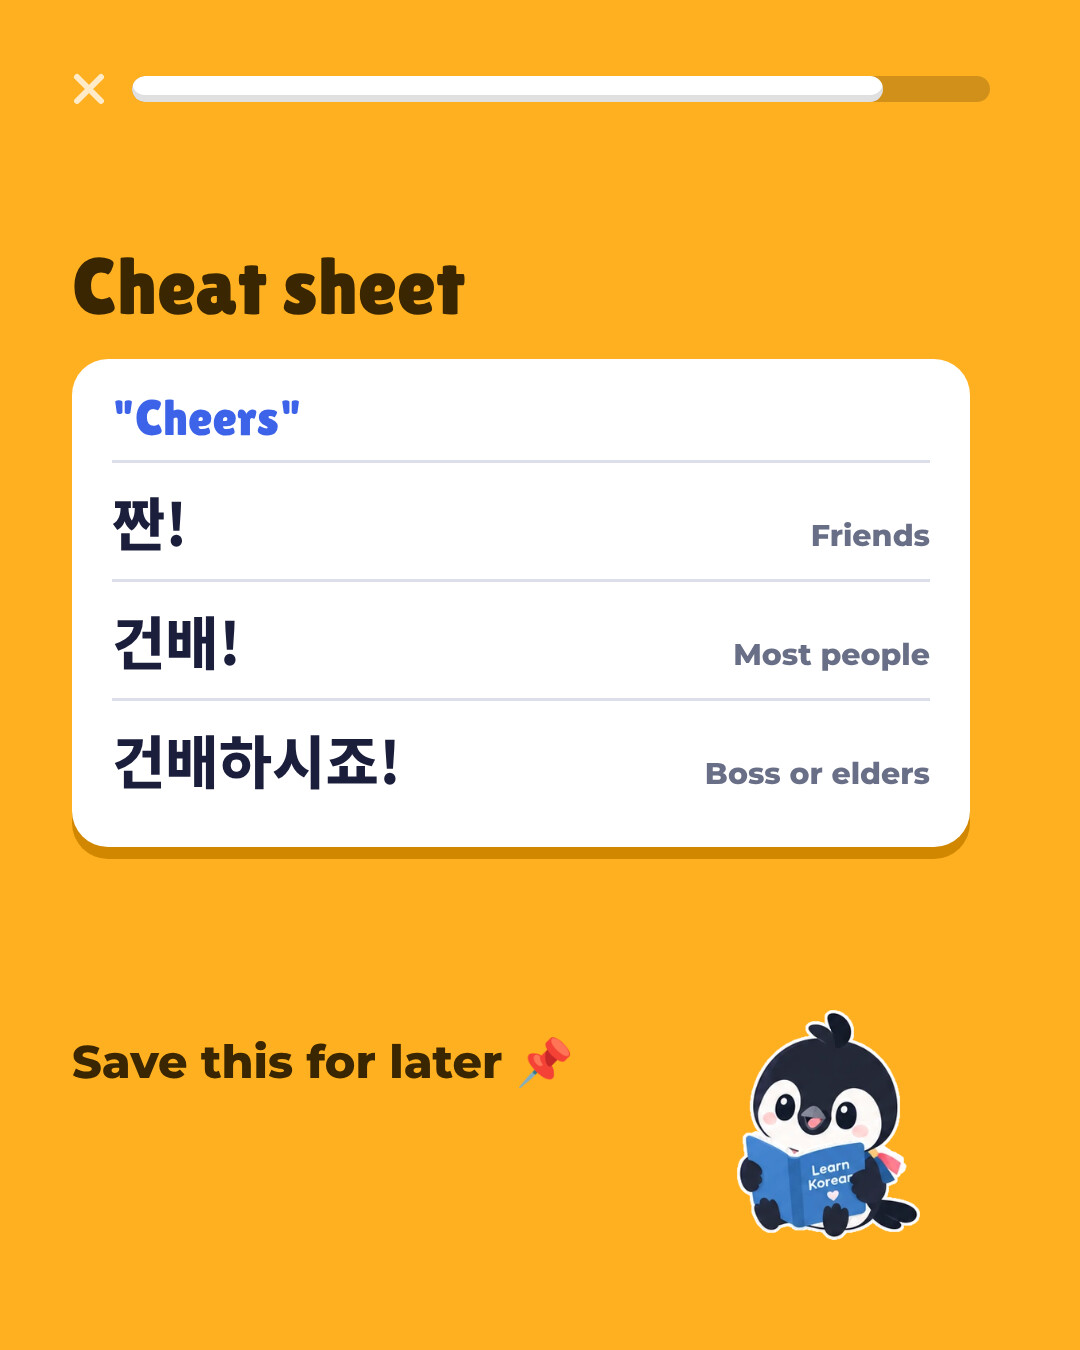 Cheat sheet
"Cheers"
짠!
Friends
건배!
Most people
건배하시죠!
Boss or elders
Save this for later 📌
Learn
Korean